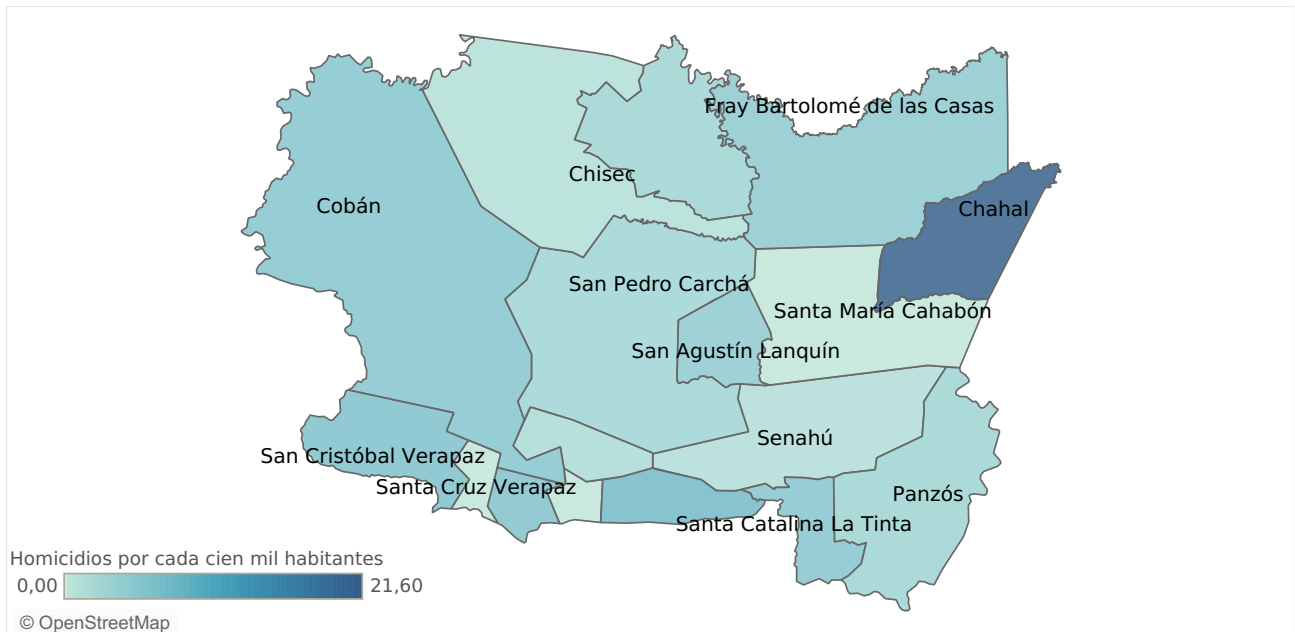 Fray Bartolomé de las Casas
Chisec
Cobán
Chahal
San Pedro Carchá
Santa María Cahabón
San Agustín Lanquín
Senahú
San Cristóbal Verapaz
Santa Cruz Verapaz
Panzós
Santa Catalina La Tinta
Homicidios por cada cien mil habitantes
0,00 21,60
© OpenStreetMap